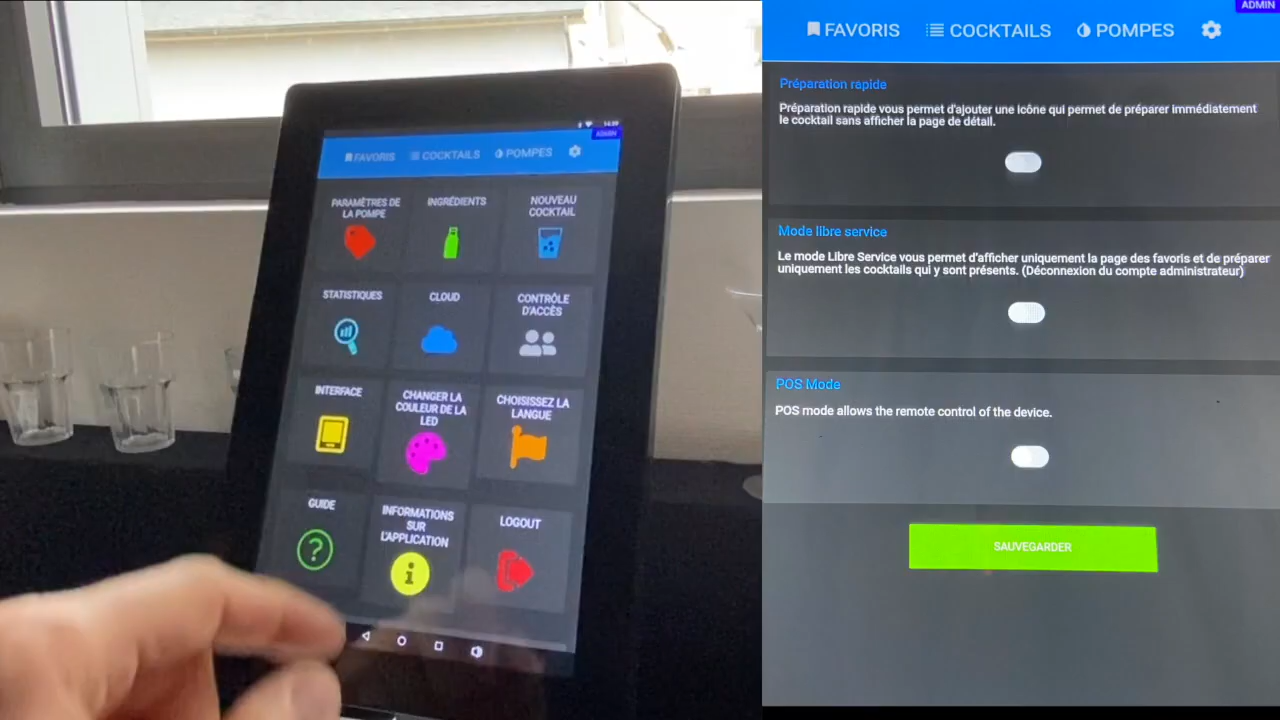 14:39
ADMIN
FAVORIS
COCKTAILS
POMPES
PARAMÈTRES DE
LA POMPE
INGRÉDIENTS
NOUVEAU
COCKTAIL
STATISTIQUES
CLOUD
CONTRÔLE
D'ACCÈS
INTERFACE
CHANGER LA
COULEUR DE LA
LED
CHOISISSEZ LA
LANGUE
GUIDE
INFORMATIONS
SUR
L'APPLICATION
LOGOUT
ADMIN
FAVORIS
COCKTAILS
POMPES
Préparation rapide
Préparation rapide vous permet d'ajouter une icône qui permet de préparer immédiatement
le cocktail sans afficher la page de détail.
Mode libre service
Le mode Libre Service vous permet d'afficher uniquement la page des favoris et de préparer
uniquement les cocktails qui y sont présents. (Déconnexion du compte administrateur)
POS Mode
POS mode allows the remote control of the device.
SAUVEGARDER